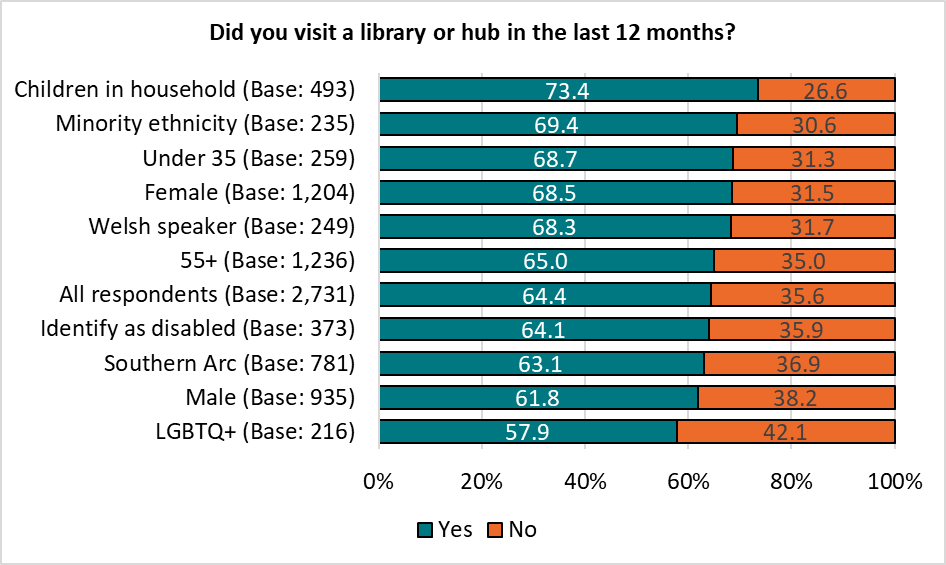 Did you visit a library or hub in the last 12 months?
Children in household (Base: 493) 73.4 26.6
Minority ethnicity (Base: 235) 69.4 30.6
Under 35 (Base: 259) 68.7 31.3
Female (Base: 1,204) 68.5 31.5
Welsh speaker (Base: 249) 68.3 31.7
55+ (Base: 1,236) 65.0 35.0
All respondents (Base: 2,731) 64.4 35.6
Identify as disabled (Base: 373) 64.1 35.9
Southern Arc (Base: 781) 63.1 36.9
Male (Base: 935) 61.8 38.2
LGBTQ+ (Base: 216) 57.9 42.1
0% 20% 40% 60% 80% 100%
Yes No